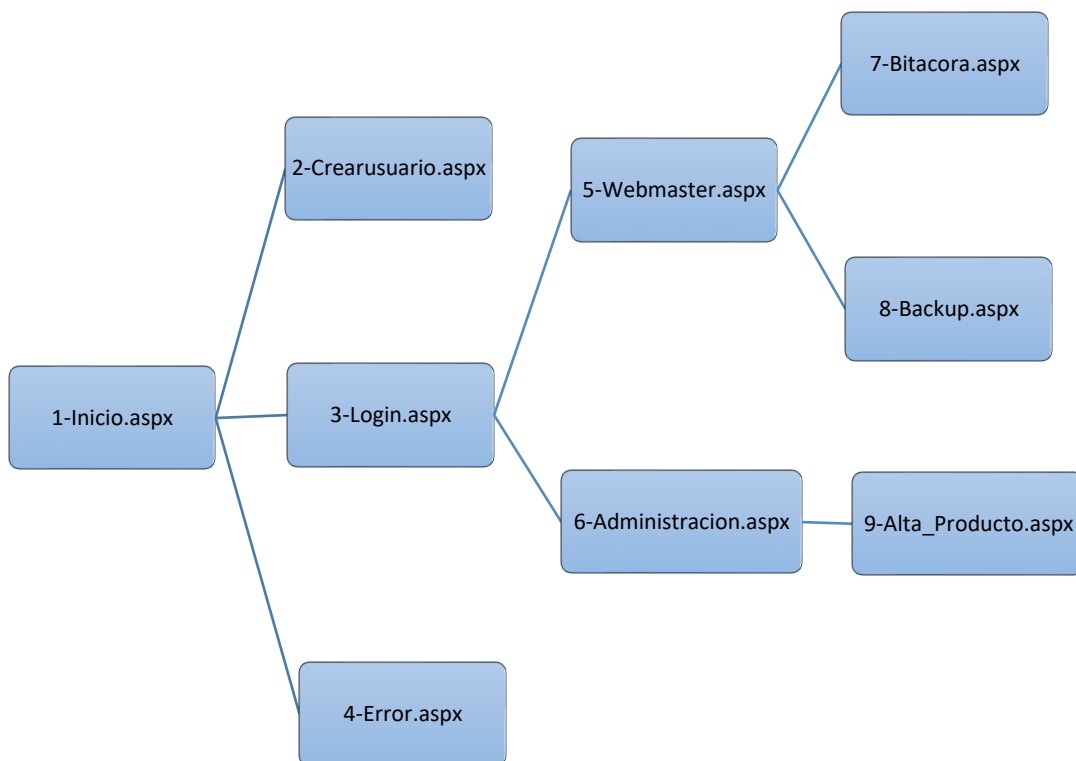 1-Inicio.aspx
2-Crearusuario.aspx
3-Login.aspx
4-Error.aspx
5-Webmaster.aspx
6-Administracion.aspx
7-Bitacora.aspx
8-Backup.aspx
9-Alta_Producto.aspx